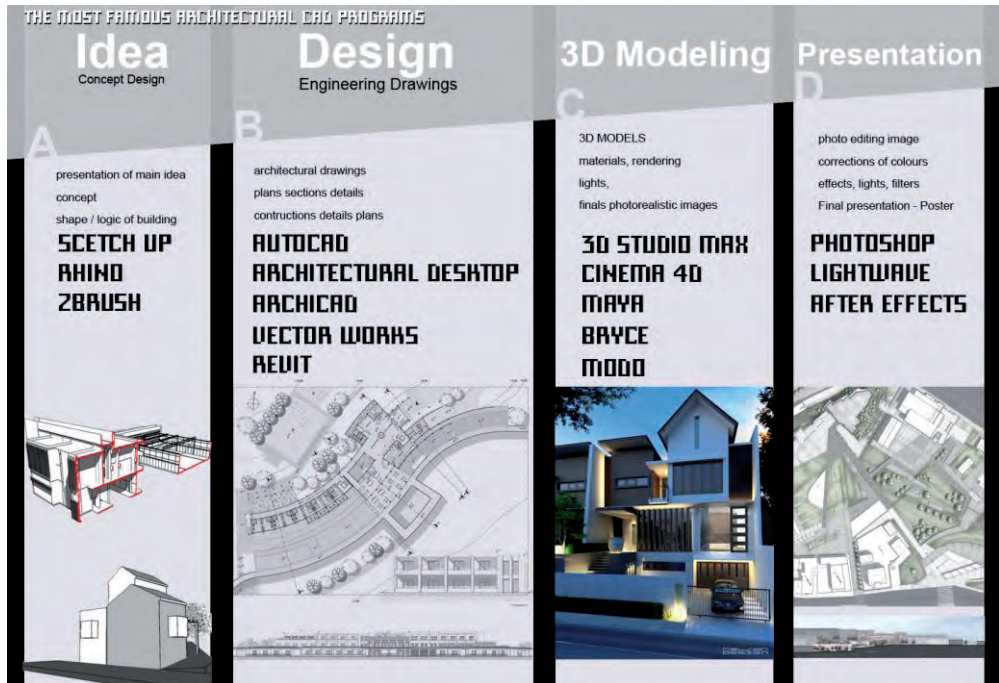 THE MOST FAMOUS ARCHITECTURAL CAD PROGRAMS
Idea
Concept Design
A
presentation of main idea
concept
shape / logic of building
SCETCH UP
RHINO
ZBRUSH
Design
Engineering Drawings
B
architectural drawings
plans sections details
contructions details plans
AUTOCAD
ARCHITECTURAL DESKTOP
ARCHICAD
VECTOR WORKS
REVIT
3D Modeling
C
3D MODELS
materials, rendering
lights,
finals photorealistic images
3D STUDIO MAX
CINEMA 4D
MAYA
BRYCE
MODO
Presentation
D
photo editing image
corrections of colours
effects, lights, filters
Final presentation - Poster
PHOTOSHOP
LIGHTWAVE
AFTER EFFECTS